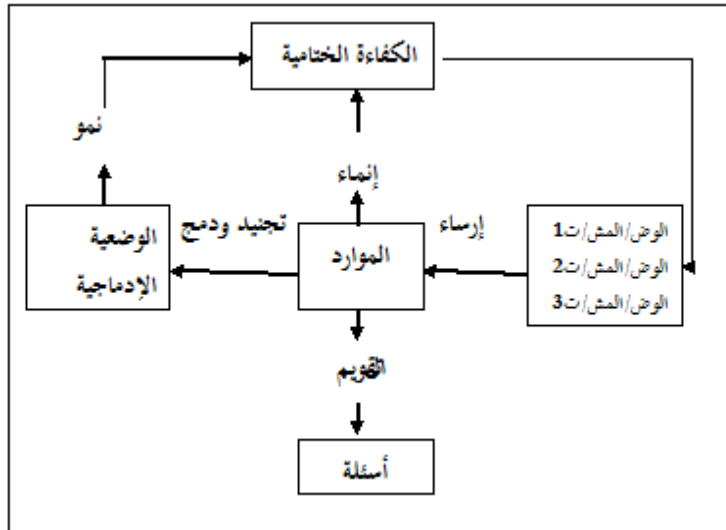 الكفاءة الختامية
نمو
إنماء
الوض/المش/ت1
الوض/المش/ت2
الوض/المش/ت3
إرساء
الموارد
تجنيد ودمج
الوضعية
الإدماجية
القويم
أسئلة